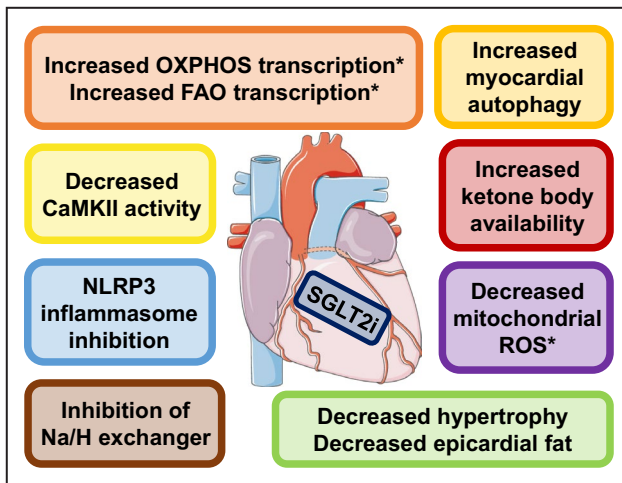 Increased OXPHOS transcription*
Increased FAO transcription*
Increased
myocardial
autophagy
Decreased
CaMKII activity
Increased
ketone body
availability
NLRP3
inflammasome
inhibition
SGLT2i
Decreased
mitochondrial
ROS*
Inhibition of
Na/H exchanger
Decreased hypertrophy
Decreased epicardial fat